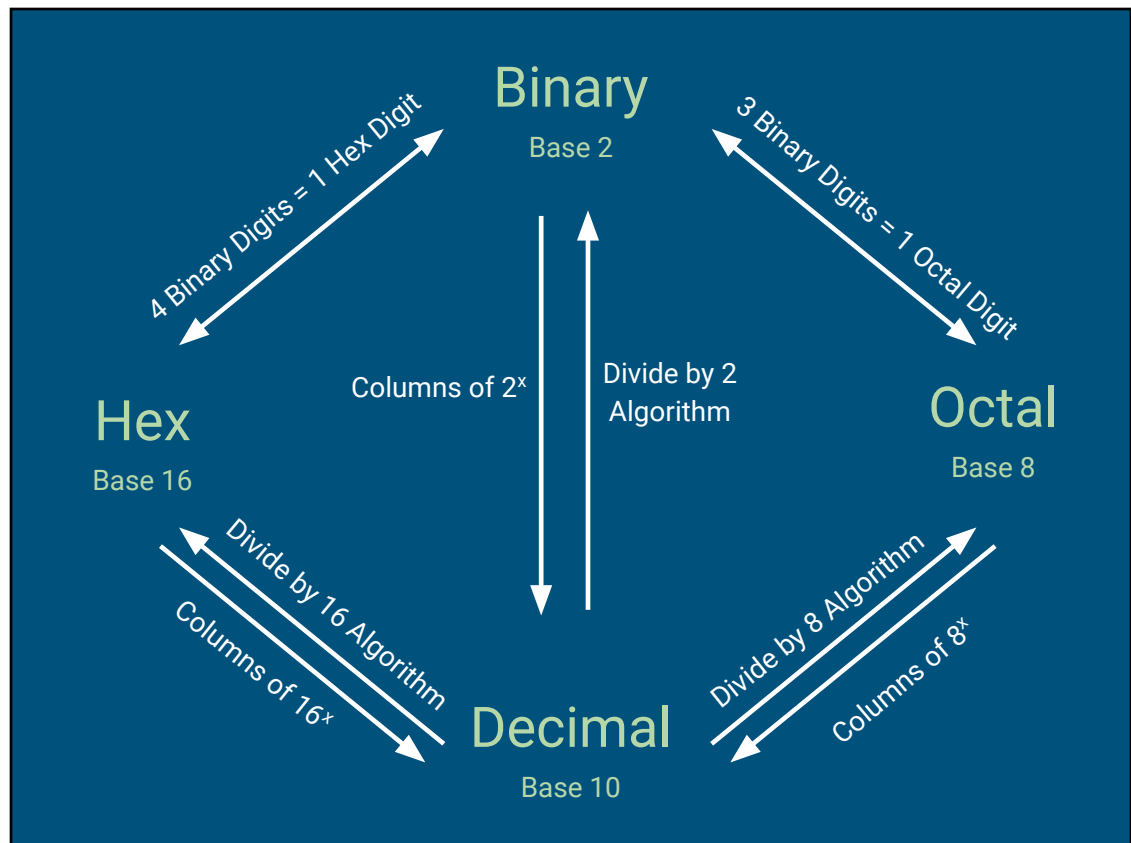 Binary
Base 2
4 Binary Digits = 1 Hex Digit
3 Binary Digits = 1 Octal Digit
Columns of 2ˣ
Divide by 2
Algorithm
Hex
Base 16
Octal
Base 8
Divide by 16 Algorithm
Columns of 16ˣ
Divide by 8 Algorithm
Columns of 8ˣ
Decimal
Base 10